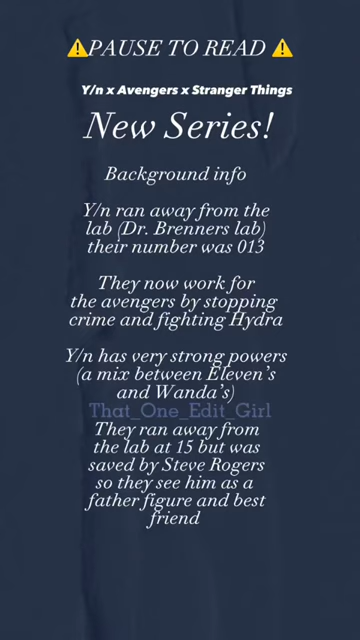 ⚠️PAUSE TO READ ⚠️
Y/n x Avengers x Stranger Things
New Series!
Background info
Y/n ran away from the
lab (Dr. Brenners lab)
their number was 013
They now work for
the avengers by stopping
crime and fighting Hydra
Y/n has very strong powers
(a mix between Eleven's
and Wanda's)
That_One_Edit_Girl
They ran away from
the lab at 15 but was
saved by Steve Rogers
so they see him as a
father figure and best
friend